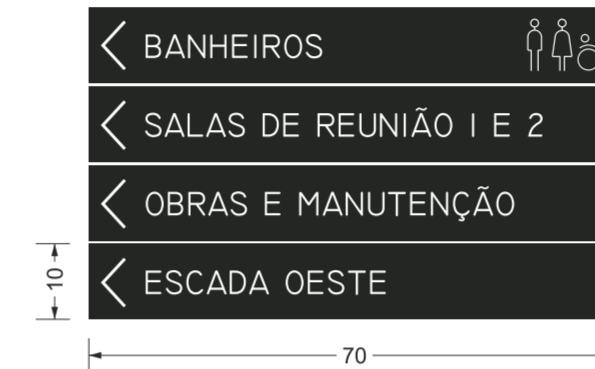 BANHEIROS
SALAS DE REUNIÃO I E 2
OBRAS E MANUTENÇÃO
ESCADA OESTE
10
70